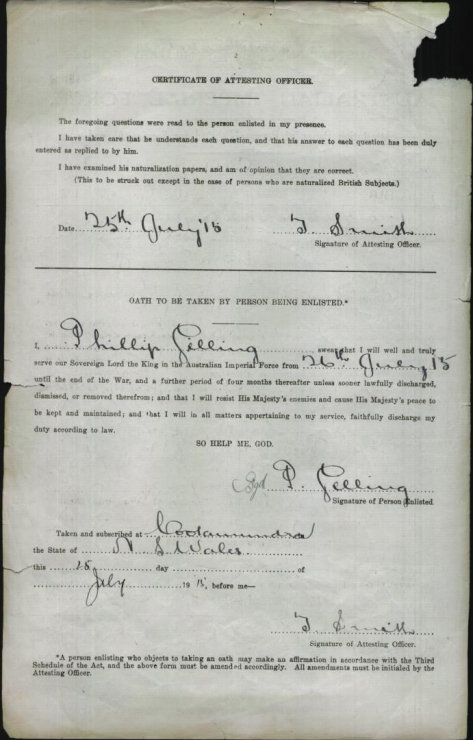 2
CERTIFICATE OF ATTESTING OFFICER.
The foregoing questions were read to the person enlisted in my presence.
I have taken care that he understands each question, and that his answer to each question has been duly
entered as replied to by him.
I have examined his naturalization papers, and am of opinion that they are correct.
(This to be struck out except in the case of persons who are naturalized British Subjects.)
Date 25th July '15 T. Smith
Signature of Attesting Officer.
OATH TO BE TAKEN BY PERSON BEING ENLISTED.*
I, Phillip Gelling swear that I will well and truly
serve our Sovereign Lord the King in the Australian Imperial Force from 26th July 15
until the end of the War, and a further period of four months thereafter unless sooner lawfully discharged,
dismissed, or removed therefrom; and that I will resist His Majesty's enemies and cause His Majesty's peace to
be kept and maintained; and that I will in all matters appertaining to my service, faithfully discharge my
duty according to law.
SO HELP ME, GOD.
Sgd P. Gelling
Signature of Person Enlisted
Taken and subscribed at Cootamundra
the State of N S Wales
this 25 day of
July 1915, before me—
T. Smith
Signature of Attesting Officer.
*A person enlisting who objects to taking an oath may make an affirmation in accordance with the Third
Schedule of the Act, and the above form must be amended accordingly. All amendments must be initialed by the
Attesting Officer.